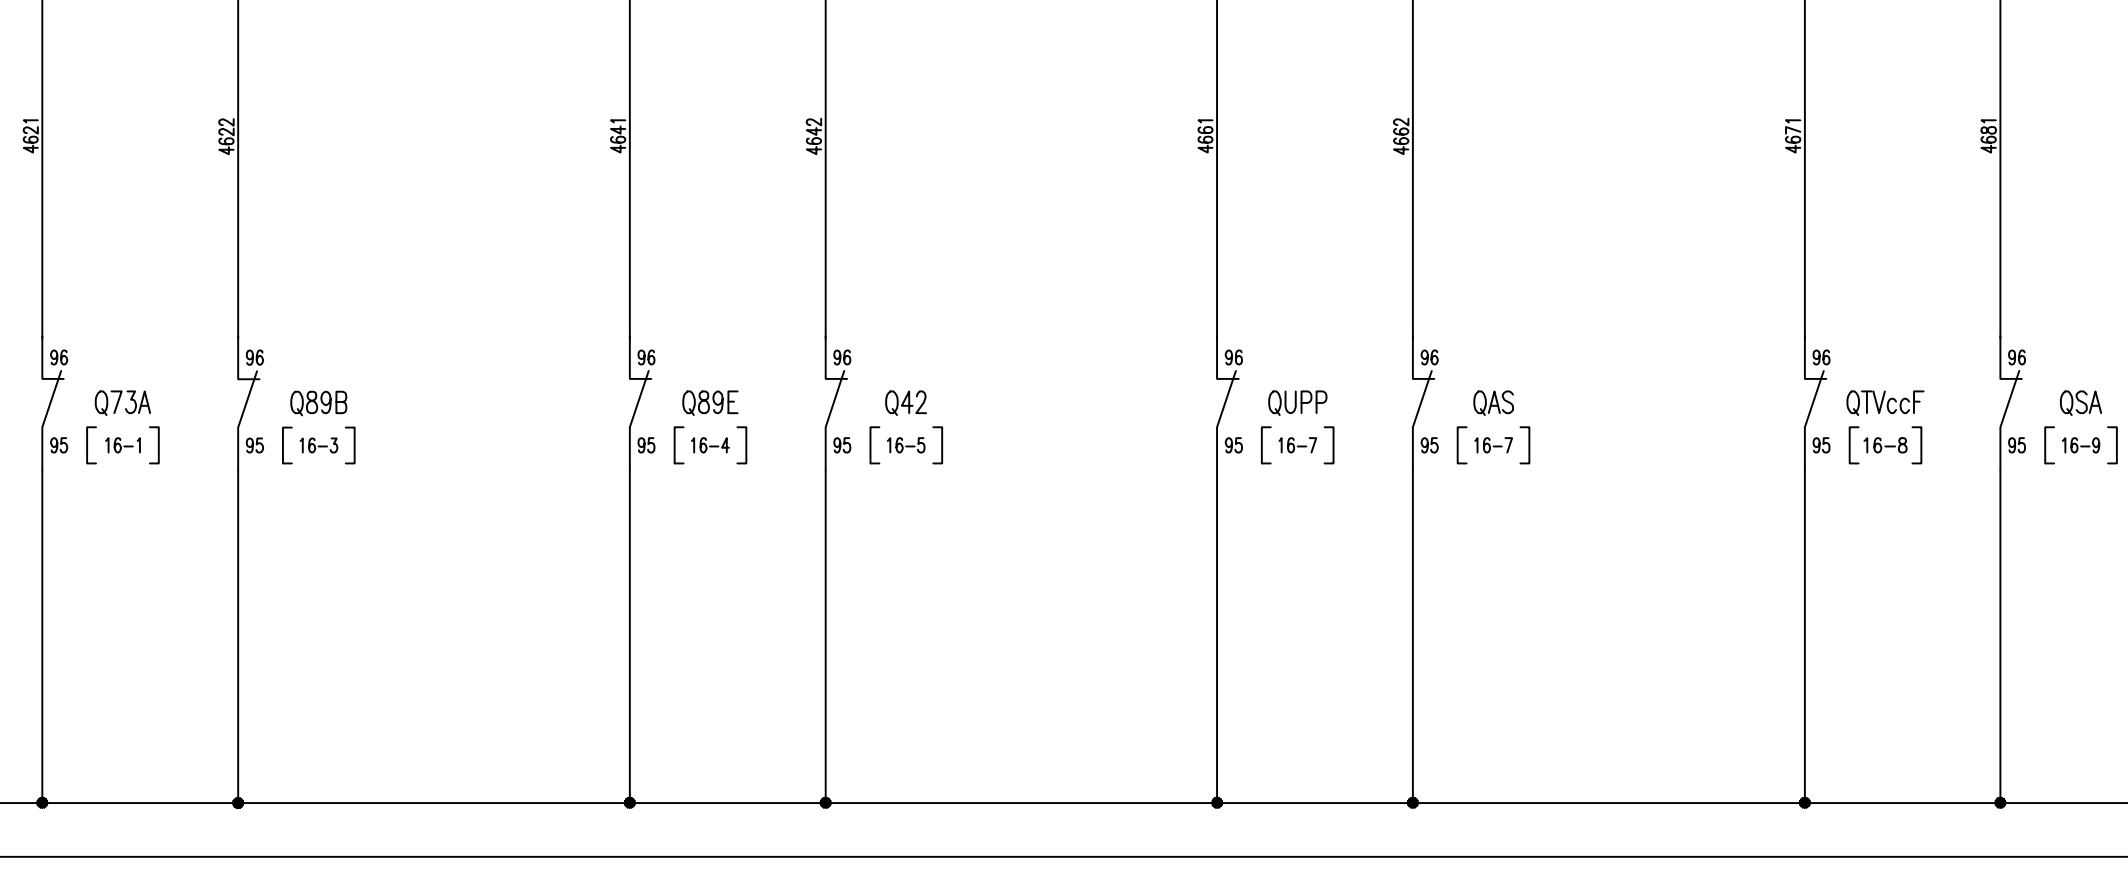 4621 4622 4641 4642 4661 4662 4671 4681
96 96 96 96 96 96 96 96
Q73A Q89B Q89E Q42 QUPP QAS QTVccF QSA
95 [16-1] 95 [16-3] 95 [16-4] 95 [16-5] 95 [16-7] 95 [16-7] 95 [16-8] 95 [16-9]